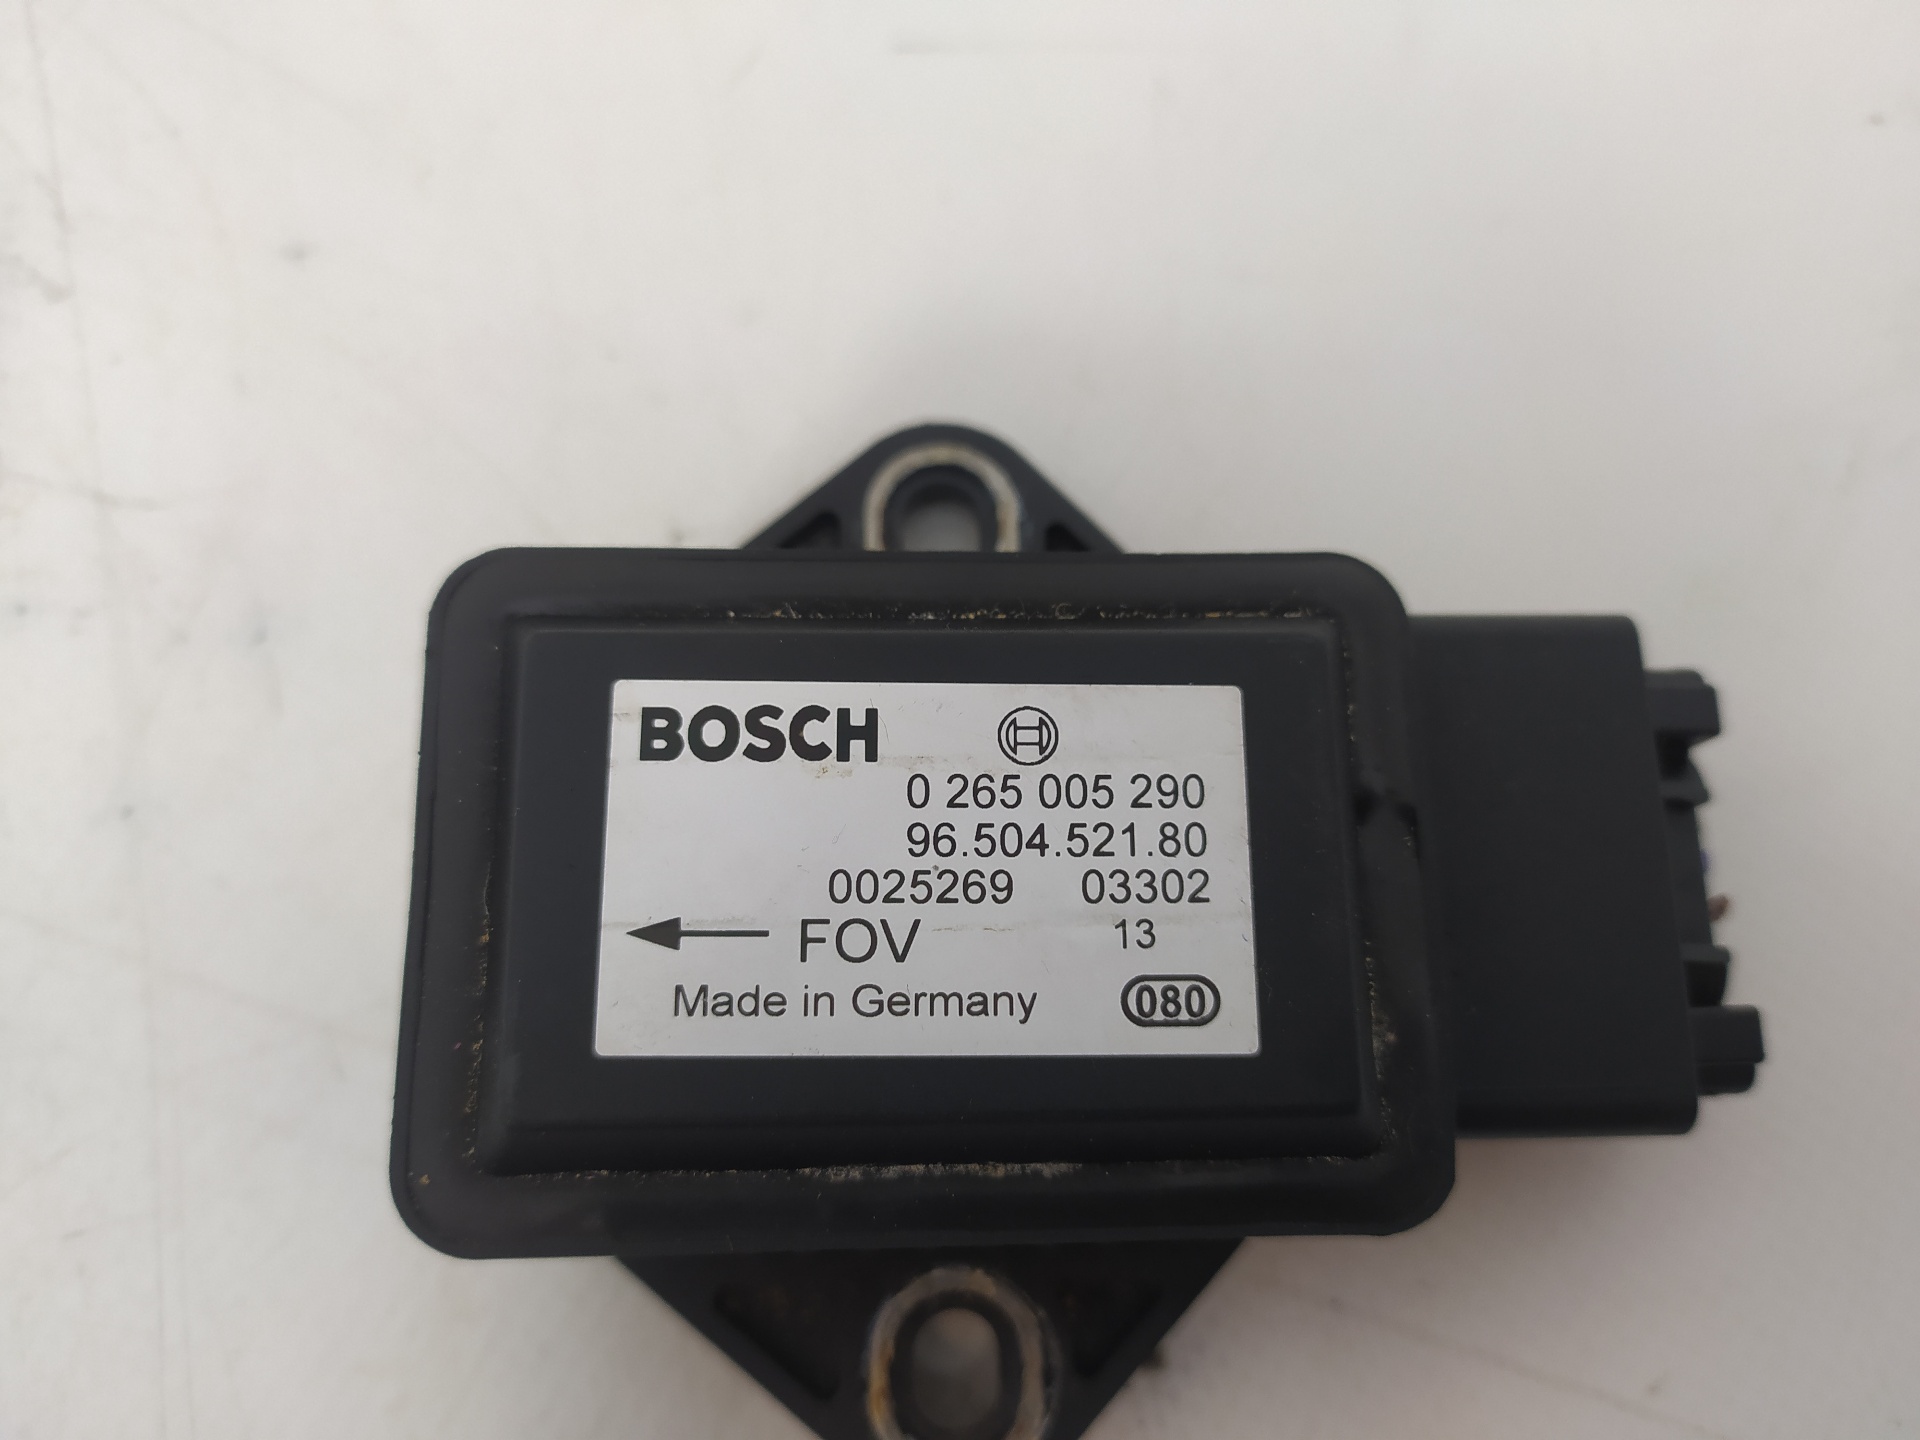 BOSCH
0 265 005 290
96.504.521.80
0025269 03302
FOV 13
Made in Germany 080